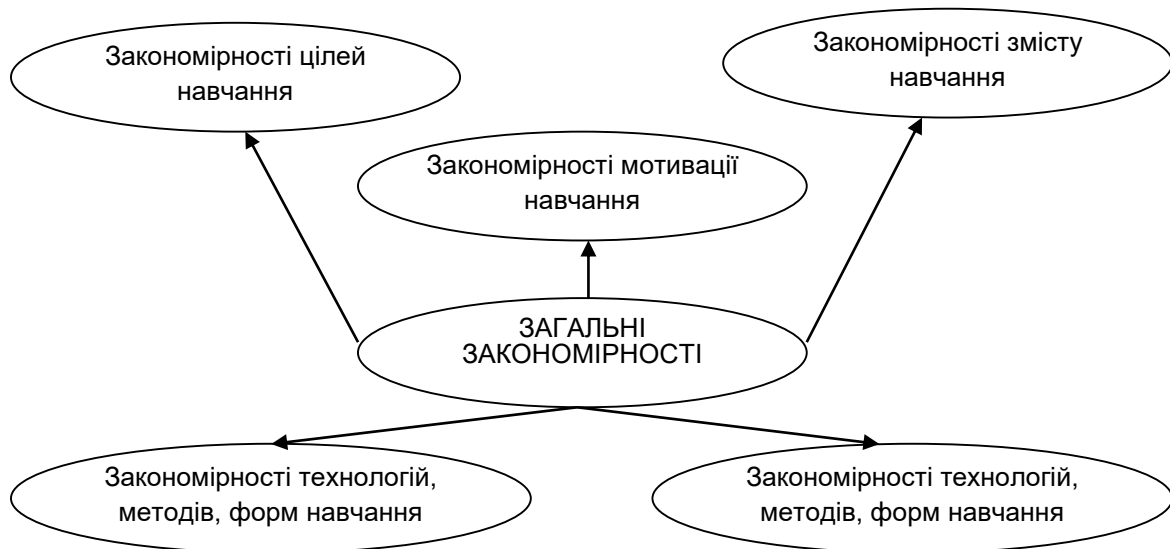 Закономірності цілей
навчання
Закономірності змісту
навчання
Закономірності мотивації
навчання
ЗАГАЛЬНІ
ЗАКОНОМІРНОСТІ
Закономірності технологій,
методів, форм навчання
Закономірності технологій,
методів, форм навчання